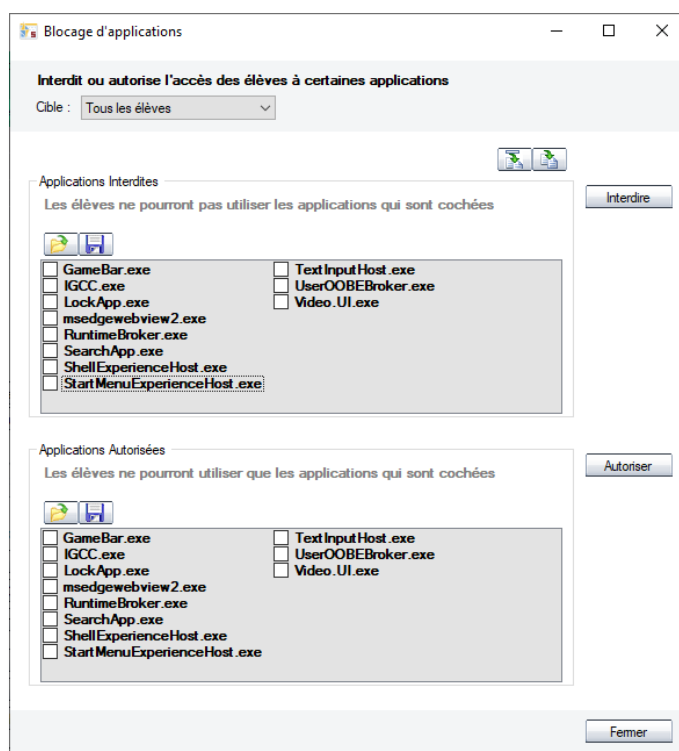 Blocage d'applications
Interdit ou autorise l'accès des élèves à certaines applications
Cible : Tous les élèves
Applications Interdites
Les élèves ne pourront pas utiliser les applications qui sont cochées
Interdire
GameBar.exe
IGCC.exe
LockApp.exe
msedgewebview2.exe
RuntimeBroker.exe
SearchApp.exe
ShellExperienceHost.exe
StartMenuExperienceHost.exe
TextInputHost.exe
UserOOBEBroker.exe
Video.UI.exe
Applications Autorisées
Les élèves ne pourront utiliser que les applications qui sont cochées
Autoriser
GameBar.exe
IGCC.exe
LockApp.exe
msedgewebview2.exe
RuntimeBroker.exe
SearchApp.exe
ShellExperienceHost.exe
StartMenuExperienceHost.exe
TextInputHost.exe
UserOOBEBroker.exe
Video.UI.exe
Fermer